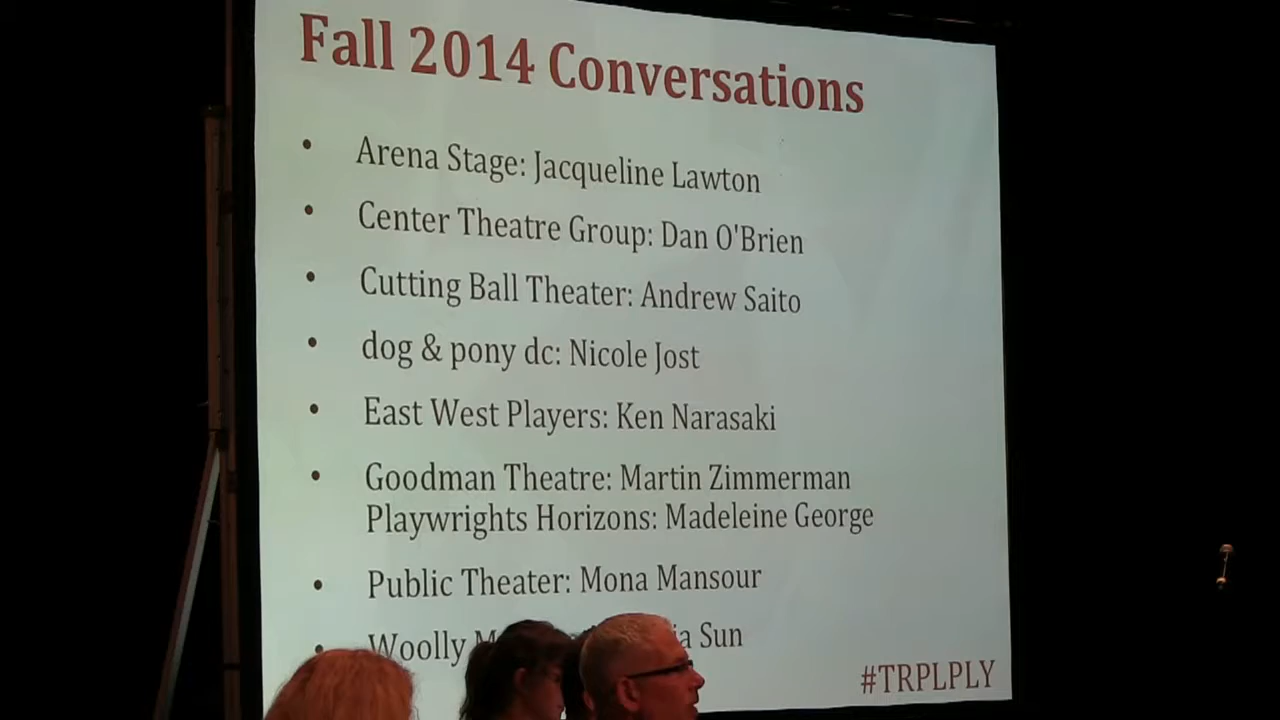 Fall 2014 Conversations
• Arena Stage: Jacqueline Lawton
• Center Theatre Group: Dan O'Brien
• Cutting Ball Theater: Andrew Saito
• dog & pony dc: Nicole Jost
• East West Players: Ken Narasaki
• Goodman Theatre: Martin Zimmerman
Playwrights Horizons: Madeleine George
• Public Theater: Mona Mansour
• Woolly Sun
#TRPLPLY